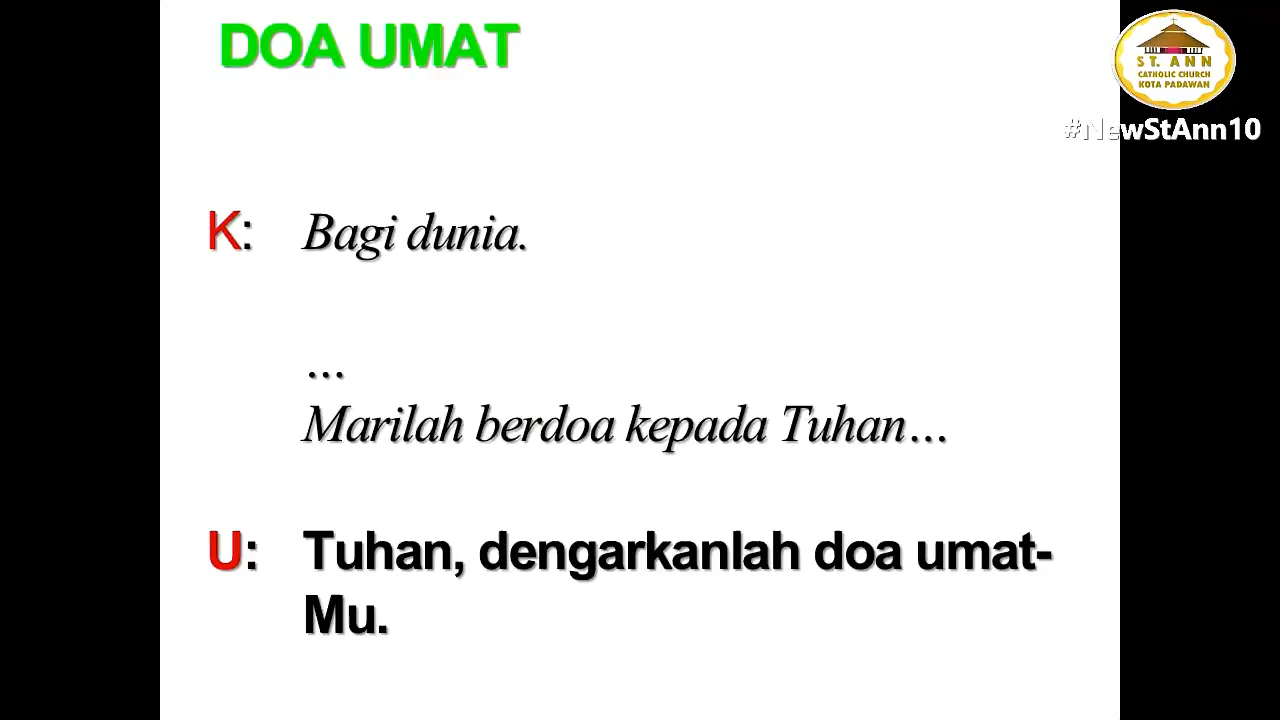 DOA UMAT
ST. ANN
CATHOLIC CHURCH
KOTA PADAWAN
#NewStAnn10
K: Bagi dunia.
...
Marilah berdoa kepada Tuhan...
U: Tuhan, dengarkanlah doa umat-
Mu.